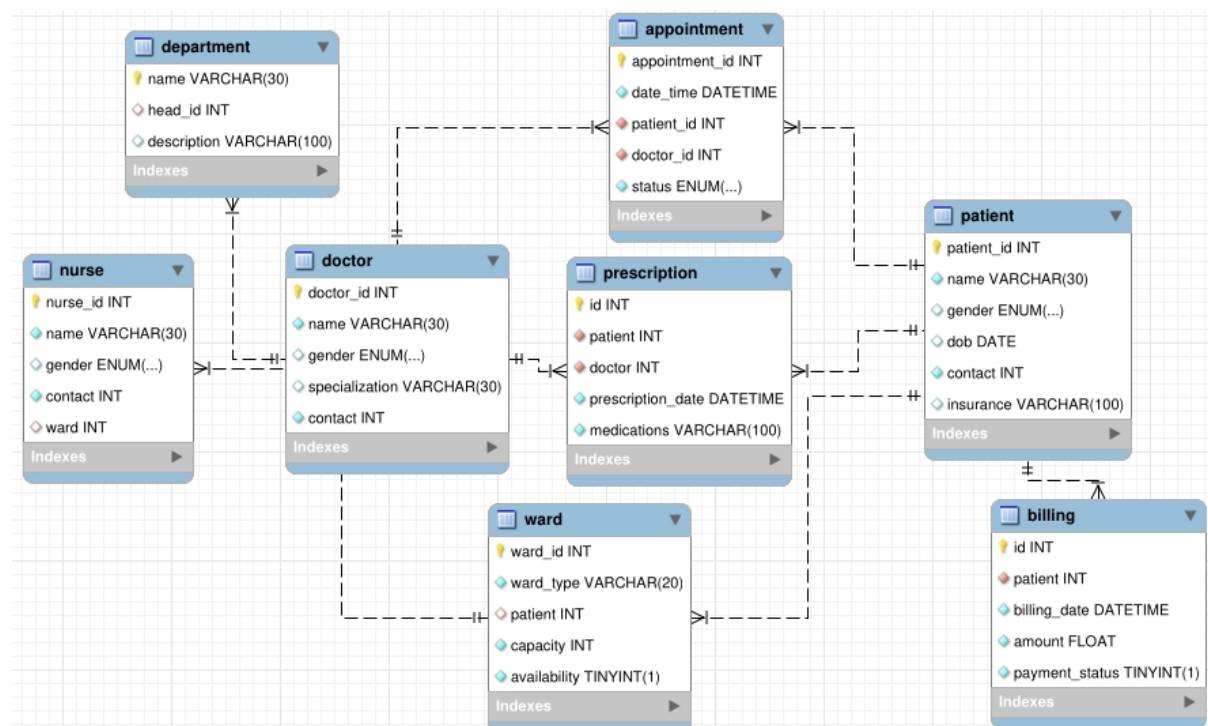 department
name VARCHAR(30)
head_id INT
description VARCHAR(100)
Indexes
appointment
appointment_id INT
date_time DATETIME
patient_id INT
doctor_id INT
status ENUM(...)
Indexes
patient
patient_id INT
name VARCHAR(30)
gender ENUM(...)
dob DATE
contact INT
insurance VARCHAR(100)
Indexes
nurse
nurse_id INT
name VARCHAR(30)
gender ENUM(...)
contact INT
ward INT
Indexes
doctor
doctor_id INT
name VARCHAR(30)
gender ENUM(...)
specialization VARCHAR(30)
contact INT
Indexes
prescription
id INT
patient INT
doctor INT
prescription_date DATETIME
medications VARCHAR(100)
Indexes
ward
ward_id INT
ward_type VARCHAR(20)
patient INT
capacity INT
availability TINYINT(1)
Indexes
billing
id INT
patient INT
billing_date DATETIME
amount FLOAT
payment_status TINYINT(1)
Indexes